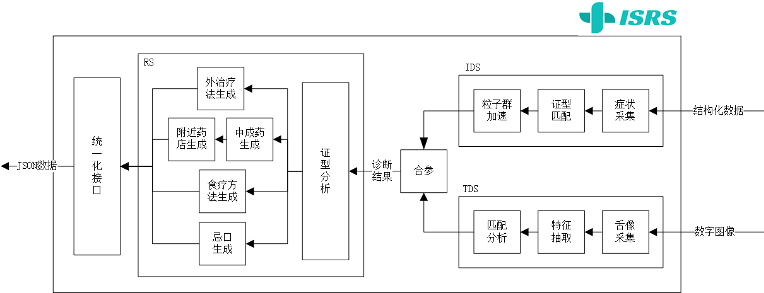 ISRS
RS
IDS
外治疗
法生成
粒子群
加速
证型
匹配
症状
采集
结构化数据
附近药
店生成
中成药
生成
统一化接口
证型分析
JSON数据
诊断
结果
合参
食疗方
法生成
TDS
忌口
生成
匹配
分析
特征
抽取
舌像
采集
数字图像